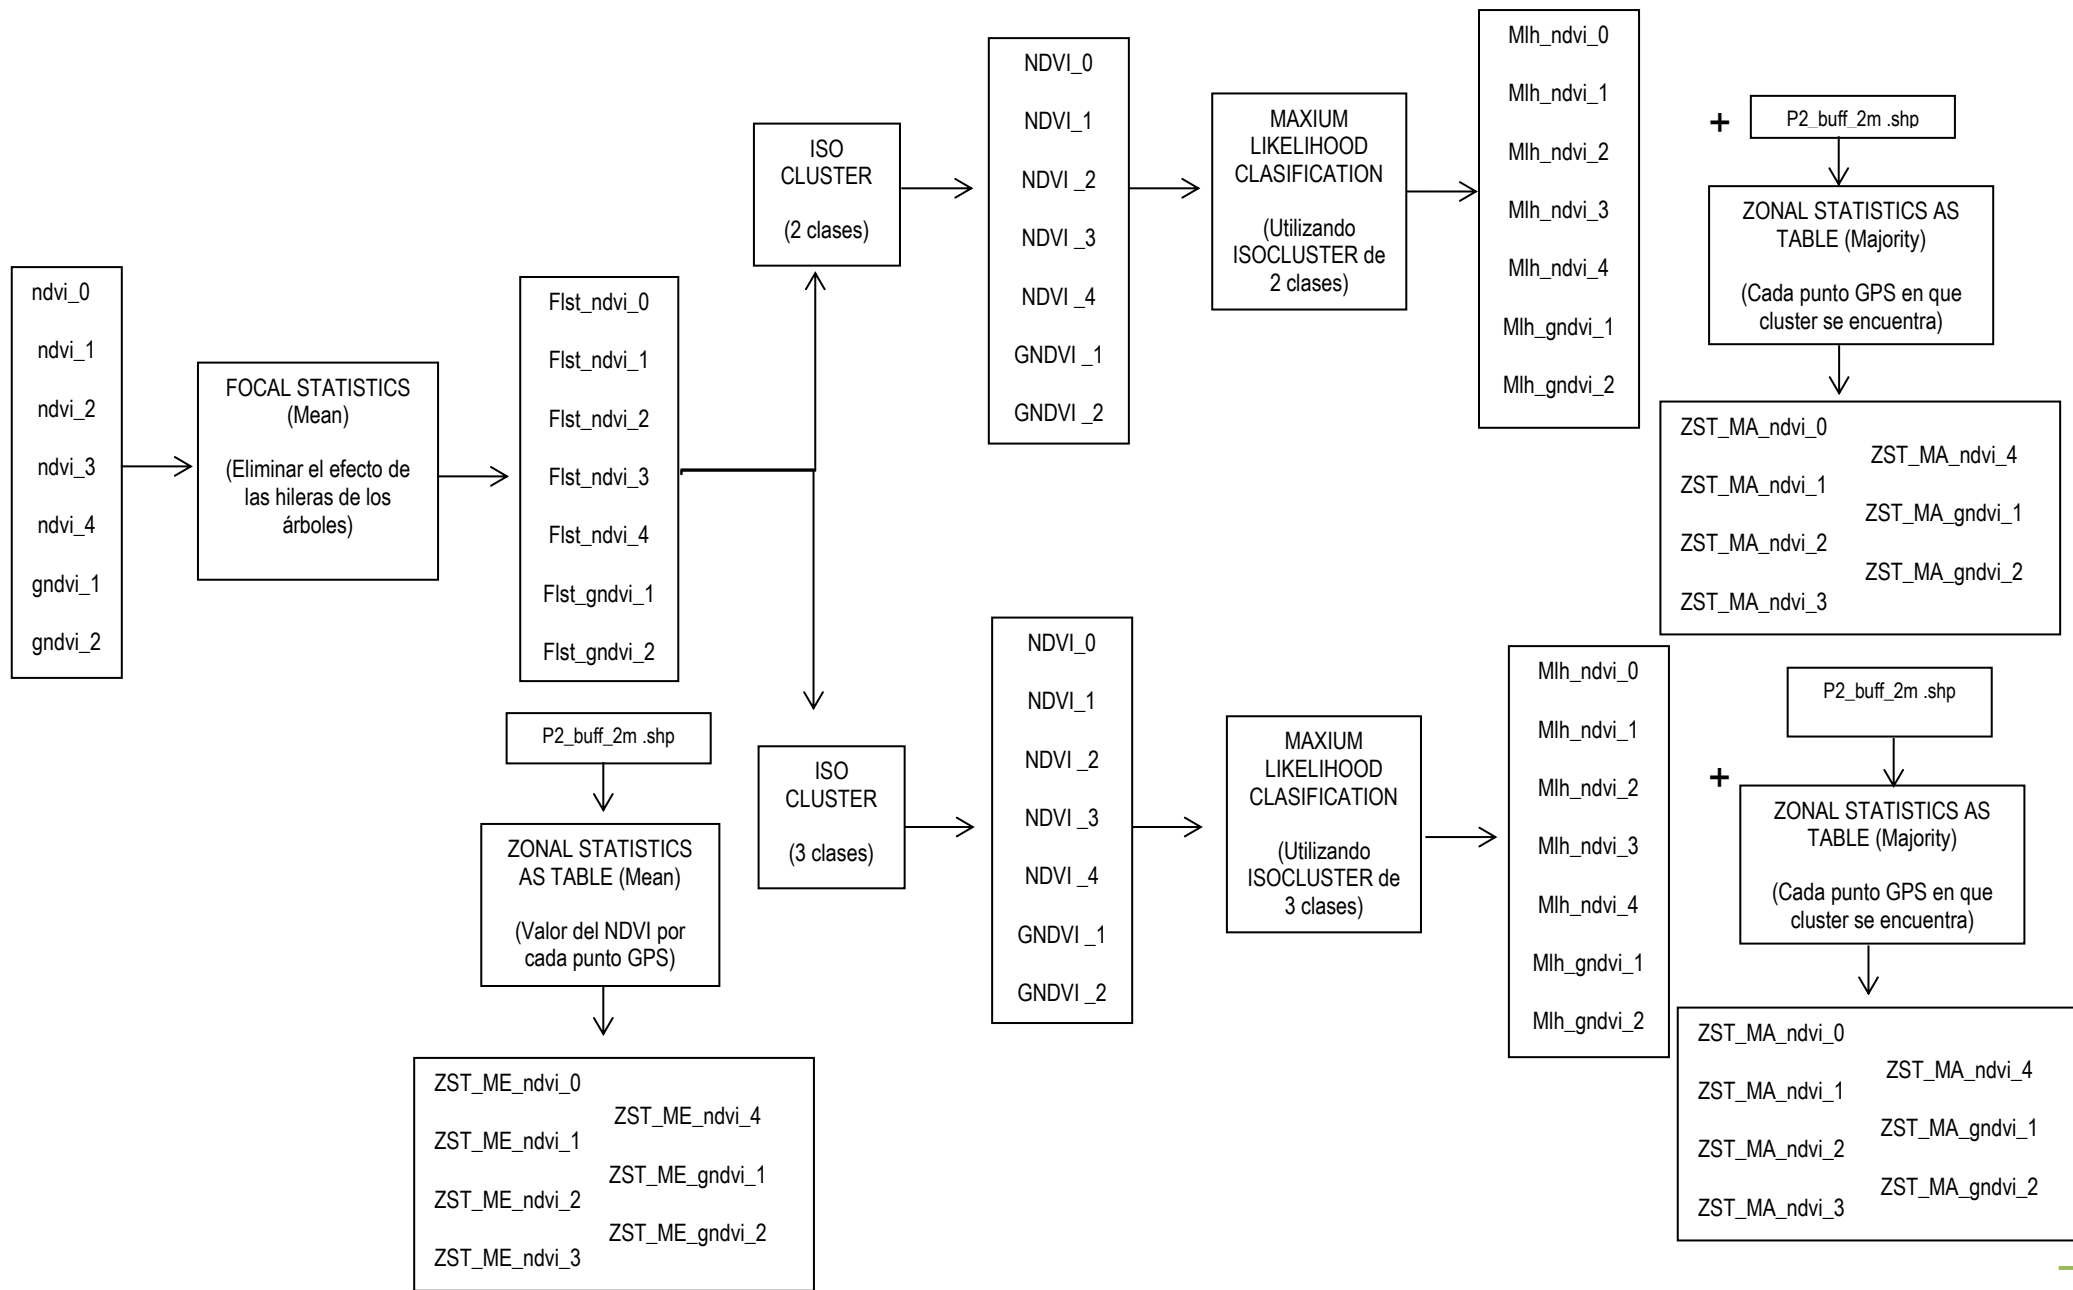 ndvi_0
ndvi_1
ndvi_2
ndvi_3
ndvi_4
gndvi_1
gndvi_2
FOCAL STATISTICS
(Mean)
(Eliminar el efecto de
las hileras de los
árboles)
Flst_ndvi_0
Flst_ndvi_1
Flst_ndvi_2
Flst_ndvi_3
Flst_ndvi_4
Flst_gndvi_1
Flst_gndvi_2
ISO
CLUSTER
(2 clases)
NDVI_0
NDVI_1
NDVI _2
NDVI _3
NDVI _4
GNDVI _1
GNDVI _2
MAXIUM
LIKELIHOOD
CLASIFICATION
(Utilizando
ISOCLUSTER de
2 clases)
Mlh_ndvi_0
Mlh_ndvi_1
Mlh_ndvi_2
Mlh_ndvi_3
Mlh_ndvi_4
Mlh_gndvi_1
Mlh_gndvi_2
+
P2_buff_2m .shp
ZONAL STATISTICS AS
TABLE (Majority)
(Cada punto GPS en que
cluster se encuentra)
ZST_MA_ndvi_0
ZST_MA_ndvi_1
ZST_MA_ndvi_2
ZST_MA_ndvi_3
ZST_MA_ndvi_4
ZST_MA_gndvi_1
ZST_MA_gndvi_2
P2_buff_2m .shp
ZONAL STATISTICS
AS TABLE (Mean)
(Valor del NDVI por
cada punto GPS)
ZST_ME_ndvi_0
ZST_ME_ndvi_1
ZST_ME_ndvi_2
ZST_ME_ndvi_3
ZST_ME_ndvi_4
ZST_ME_gndvi_1
ZST_ME_gndvi_2
ISO
CLUSTER
(3 clases)
NDVI_0
NDVI_1
NDVI _2
NDVI _3
NDVI _4
GNDVI _1
GNDVI _2
MAXIUM
LIKELIHOOD
CLASIFICATION
(Utilizando
ISOCLUSTER de
3 clases)
Mlh_ndvi_0
Mlh_ndvi_1
Mlh_ndvi_2
Mlh_ndvi_3
Mlh_ndvi_4
Mlh_gndvi_1
Mlh_gndvi_2
+
P2_buff_2m .shp
ZONAL STATISTICS AS
TABLE (Majority)
(Cada punto GPS en que
cluster se encuentra)
ZST_MA_ndvi_0
ZST_MA_ndvi_1
ZST_MA_ndvi_2
ZST_MA_ndvi_3
ZST_MA_ndvi_4
ZST_MA_gndvi_1
ZST_MA_gndvi_2